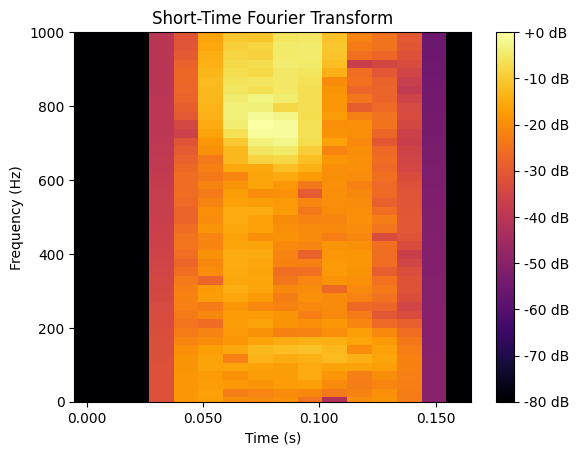 Short-Time Fourier Transform
1000
800
600
400
200
0
Frequency (Hz)
0.000
0.050
0.100
0.150
Time (s)
+0 dB
-10 dB
-20 dB
-30 dB
-40 dB
-50 dB
-60 dB
-70 dB
-80 dB